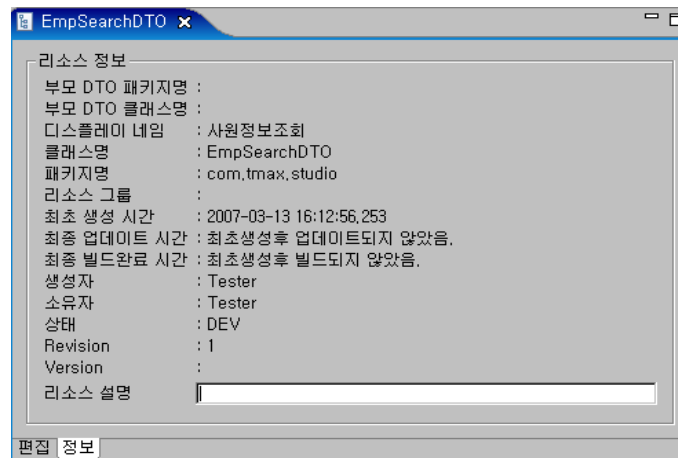 EmpSearchDTO
리소스 정보
부모 DTO 패키지명 :
부모 DTO 클래스명 :
디스플레이 네임 : 사원정보조회
클래스명 : EmpSearchDTO
패키지명 : com.tmax.studio
리소스 그룹 :
최초 생성 시간 : 2007-03-13 16:12:56.253
최종 업데이트 시간 : 최초생성후 업데이트되지 않았음.
최종 빌드완료 시간 : 최초생성후 빌드되지 않았음.
생성자 : Tester
소유자 : Tester
상태 : DEV
Revision : 1
Version :
리소스 설명
편집 정보